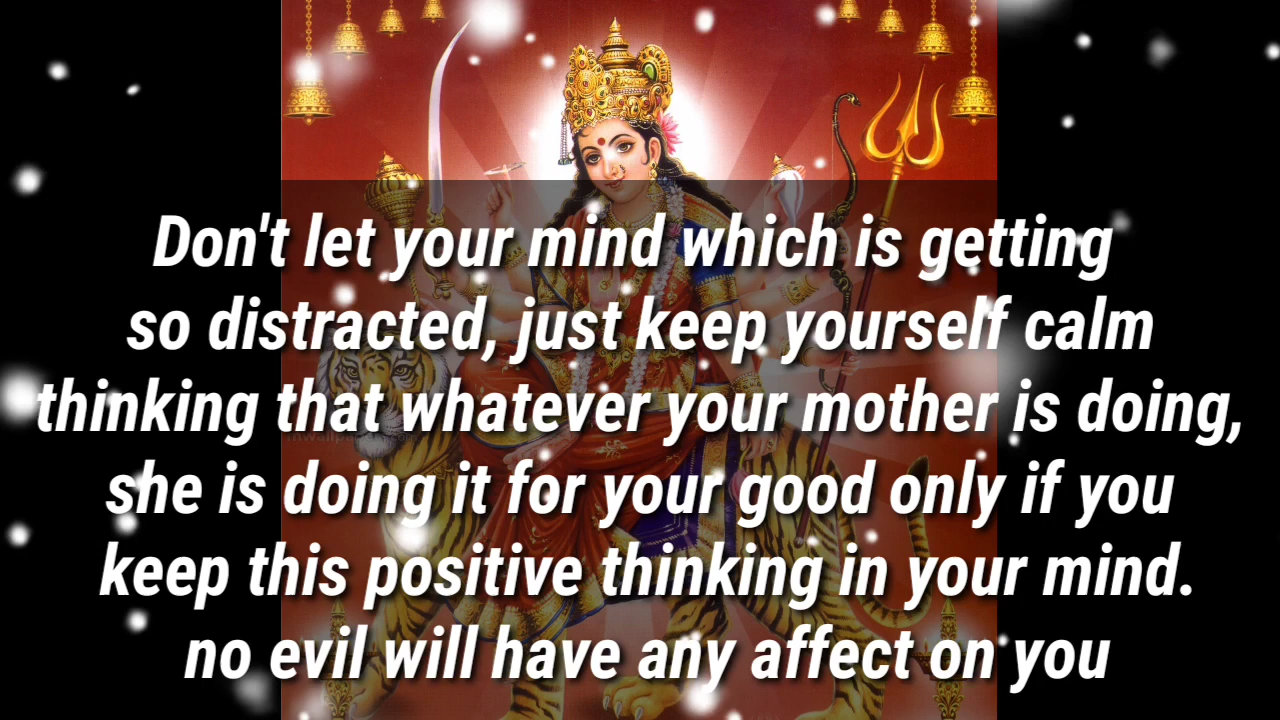 Don't let your mind which is getting
so distracted, just keep yourself calm
thinking that whatever your mother is doing,
she is doing it for your good only if you
keep this positive thinking in your mind.
no evil will have any affect on you